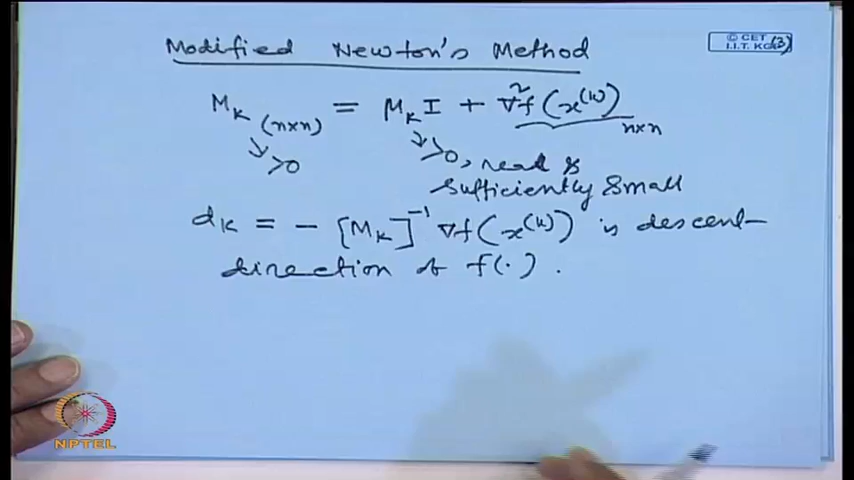 Modified Newton's Method
© CET
I.I.T. KGP (3)
M_K (n×n) = μ_K I + ∇²f(x^(k))
n×n
>0
>0, real &
sufficiently small
d_K = - [M_K]^-1 ∇f(x^(k)) is descent
direction of f(·).
NPTEL